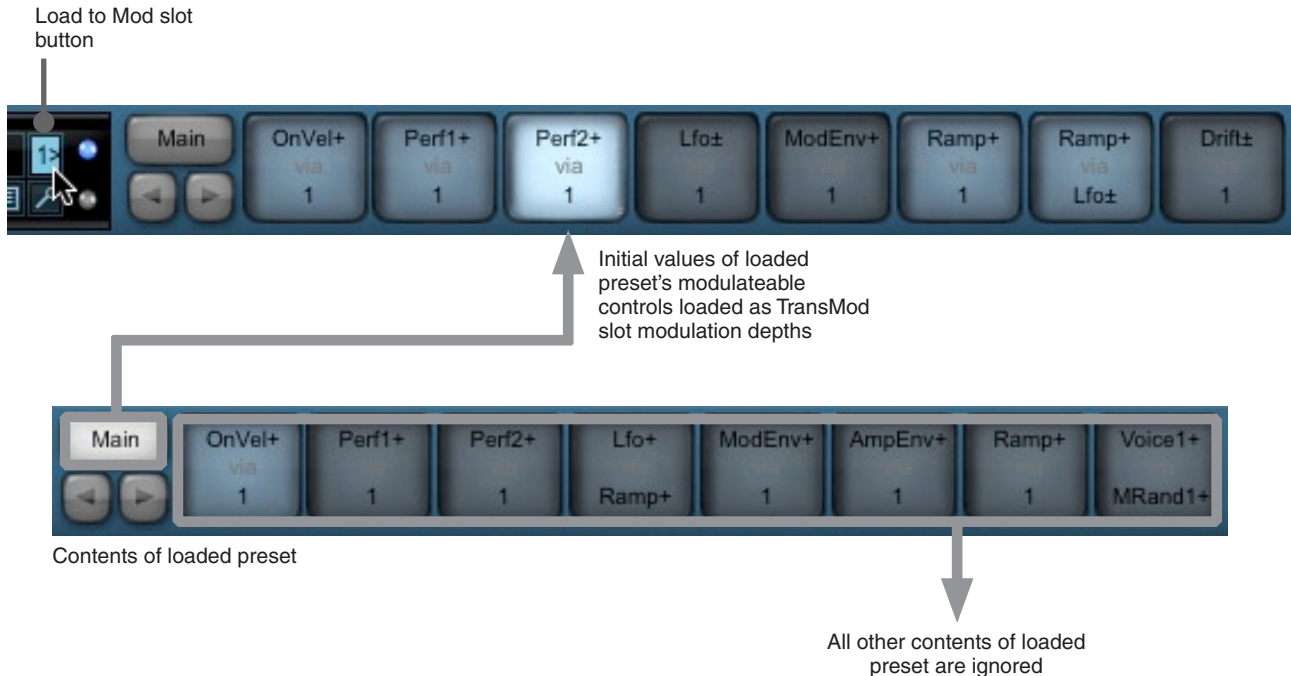 Load to Mod slot
button
1>
Main
OnVel+
via
1
Perf1+
via
1
Perf2+
via
1
Lfo±
1
ModEnv+
1
Ramp+
via
1
Ramp+
via
Lfo±
Drift±
1
Initial values of loaded
preset's modulateable
controls loaded as TransMod
slot modulation depths
Main
OnVel+
via
1
Perf1+
1
Perf2+
1
Lfo+
Ramp+
ModEnv+
1
AmpEnv+
1
Ramp+
1
Voice1+
MRand1+
Contents of loaded preset
All other contents of loaded
preset are ignored